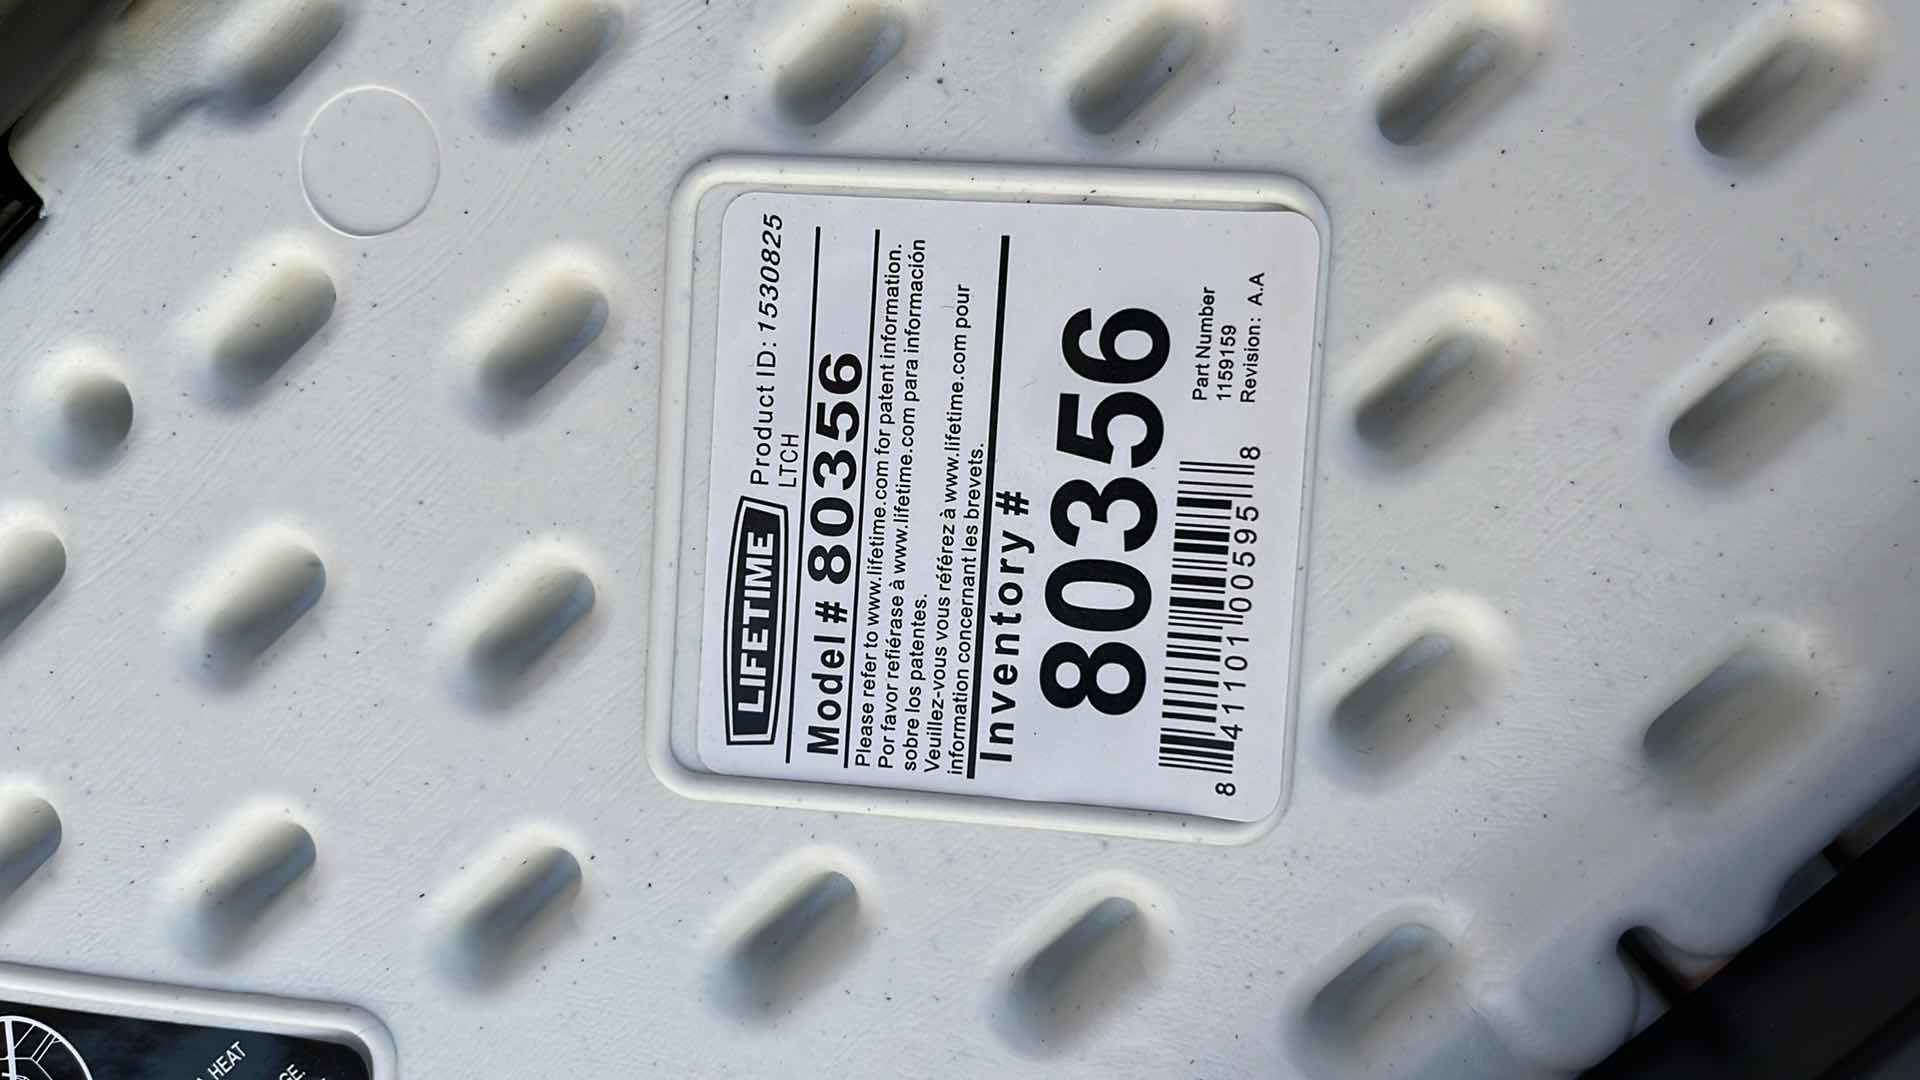 LIFETIME
Product ID: 1530825
LTCH
Model# 80356
Please refer to www.lifetime.com for patent information.
Por favor refiérase à www.lifetime.com para información
sobre los patentes.
Veuillez-vous vous référez à www.lifetime.com pour
information concernant les brevets.
Inventory #
80356
Part Number
1159159
Revision: A.A
8 41101 00595 8
HEAT